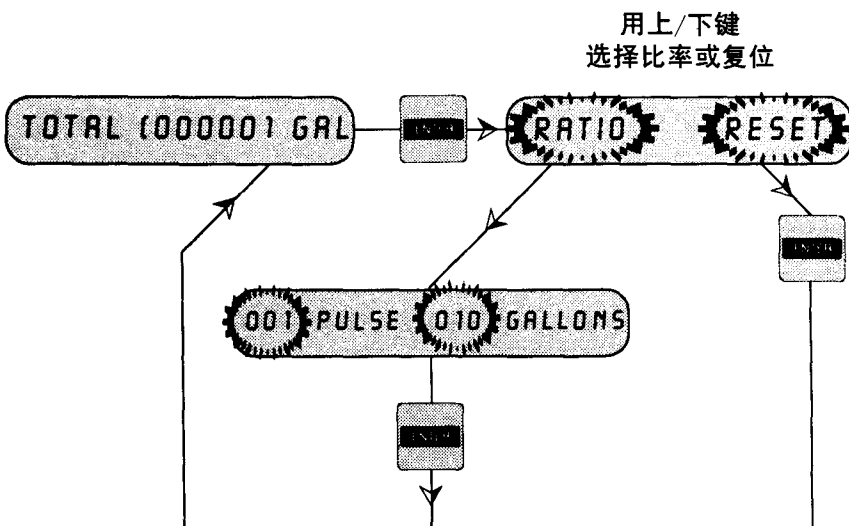 用上/下键
选择比率或复位
TOTAL (000001 GAL
RATIO
RESET
001 PULSE 010 GALLONS